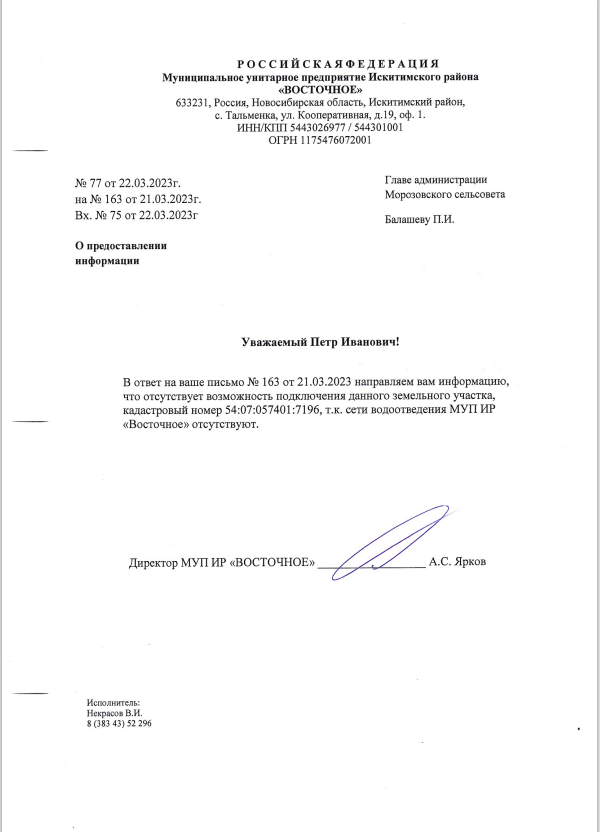 Р О С С И Й С К А Я Ф Е Д Е Р А Ц И Я
Муниципальное унитарное предприятие Искитимского района
«ВОСТОЧНОЕ»
633231, Россия, Новосибирская область, Искитимский район,
с. Тальменка, ул. Кооперативная, д.19, оф. 1.
ИНН/КПП 5443026977 / 544301001
ОГРН 1175476072001
№ 77 от 22.03.2023г.
на № 163 от 21.03.2023г.
Вх. № 75 от 22.03.2023г
Главе администрации
Морозовского сельсовета
Балашеву П.И.
О предоставлении
информации
Уважаемый Петр Иванович!
В ответ на ваше письмо № 163 от 21.03.2023 направляем вам информацию,
что отсутствует возможность подключения данного земельного участка,
кадастровый номер 54:07:057401:7196, т.к. сети водоотведения МУП ИР
«Восточное» отсутствуют.
Директор МУП ИР «ВОСТОЧНОЕ» __________________ А.С. Ярков
Исполнитель:
Некрасов В.И.
8 (383 43) 52 296